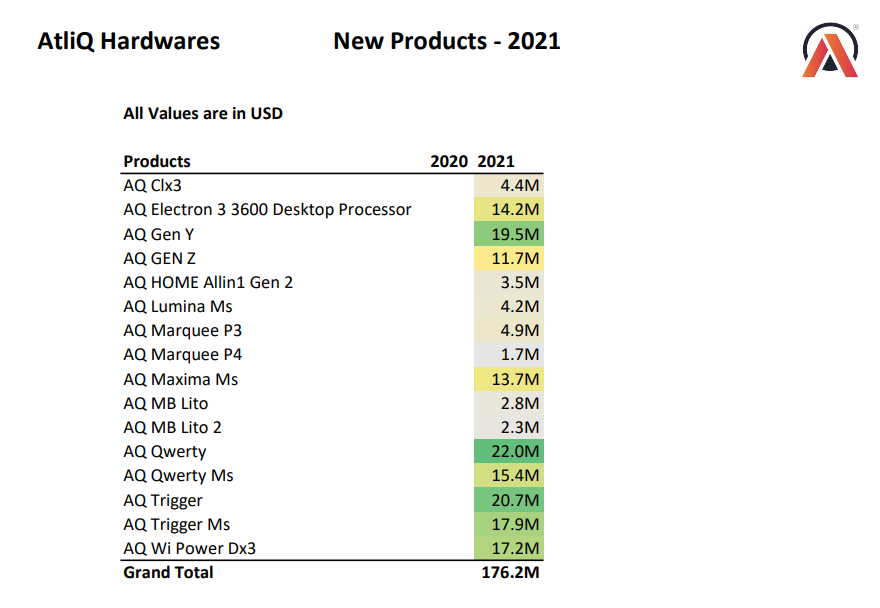 AtliQ Hardwares New Products - 2021
®
All Values are in USD
Products 2020 2021
AQ Clx3 4.4M
AQ Electron 3 3600 Desktop Processor 14.2M
AQ Gen Y 19.5M
AQ GEN Z 11.7M
AQ HOME Allin1 Gen 2 3.5M
AQ Lumina Ms 4.2M
AQ Marquee P3 4.9M
AQ Marquee P4 1.7M
AQ Maxima Ms 13.7M
AQ MB Lito 2.8M
AQ MB Lito 2 2.3M
AQ Qwerty 22.0M
AQ Qwerty Ms 15.4M
AQ Trigger 20.7M
AQ Trigger Ms 17.9M
AQ Wi Power Dx3 17.2M
Grand Total 176.2M